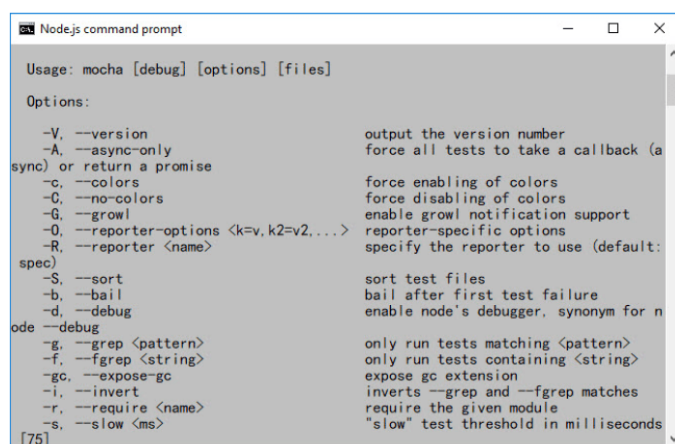 Node.js command prompt
Usage: mocha [debug] [options] [files]
Options:
-V, --version output the version number
-A, --async-only force all tests to take a callback (a
sync) or return a promise
-c, --colors force enabling of colors
-C, --no-colors force disabling of colors
-G, --growl enable growl notification support
-O, --reporter-options <k=v,k2=v2,...> reporter-specific options
-R, --reporter <name> specify the reporter to use (default:
spec)
-S, --sort sort test files
-b, --bail bail after first test failure
-d, --debug enable node's debugger, synonym for n
ode --debug
-g, --grep <pattern> only run tests matching <pattern>
-f, --fgrep <string> only run tests containing <string>
-gc, --expose-gc expose gc extension
-i, --invert inverts --grep and --fgrep matches
-r, --require <name> require the given module
-s, --slow <ms> "slow" test threshold in milliseconds
[75]